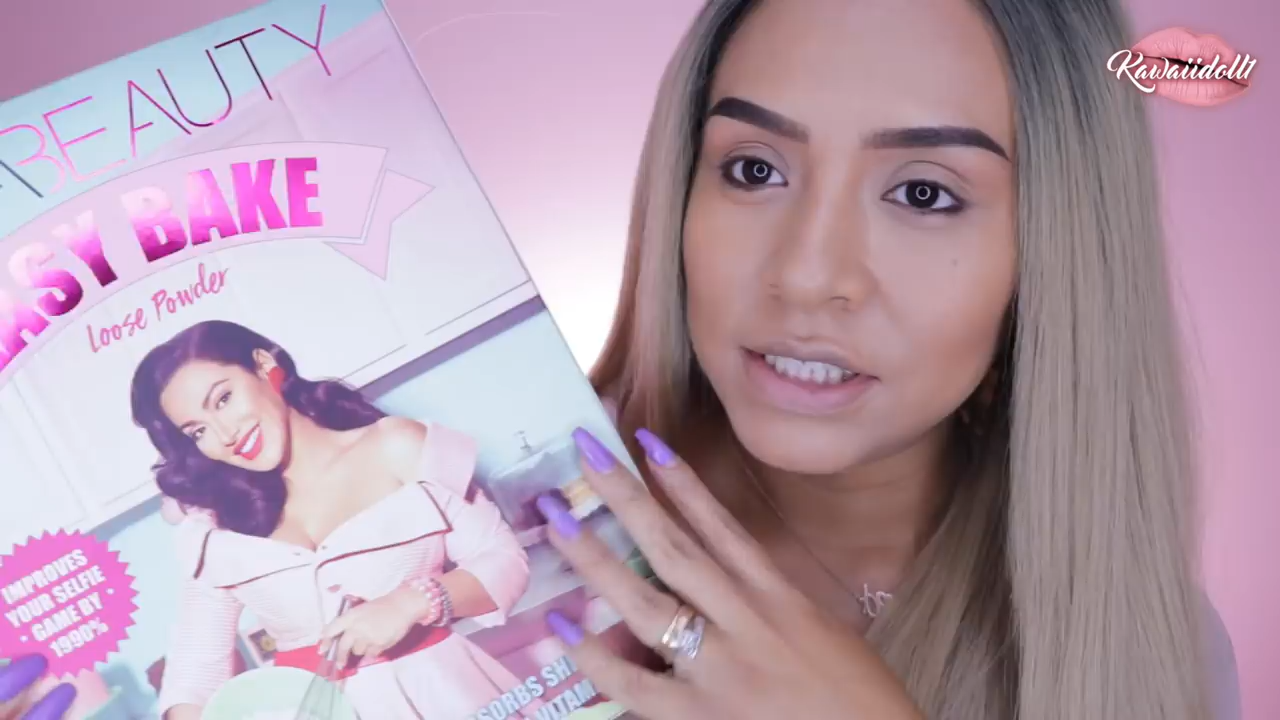 BEAUTY
BAKE
Loose Powder
IMPROVES
YOUR SELFIE
GAME BY
1990%
Kawaiidoll1